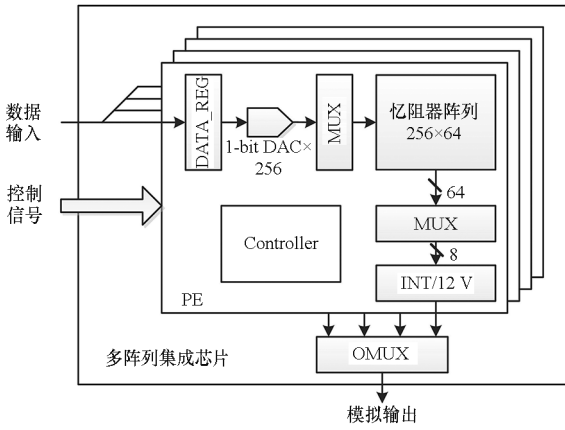 数据
输入
控制
信号
DATA_REG
1-bit DAC×
256
MUX
忆阻器阵列
256×64
64
MUX
8
INT/12 V
Controller
PE
OMUX
多阵列集成芯片
模拟输出